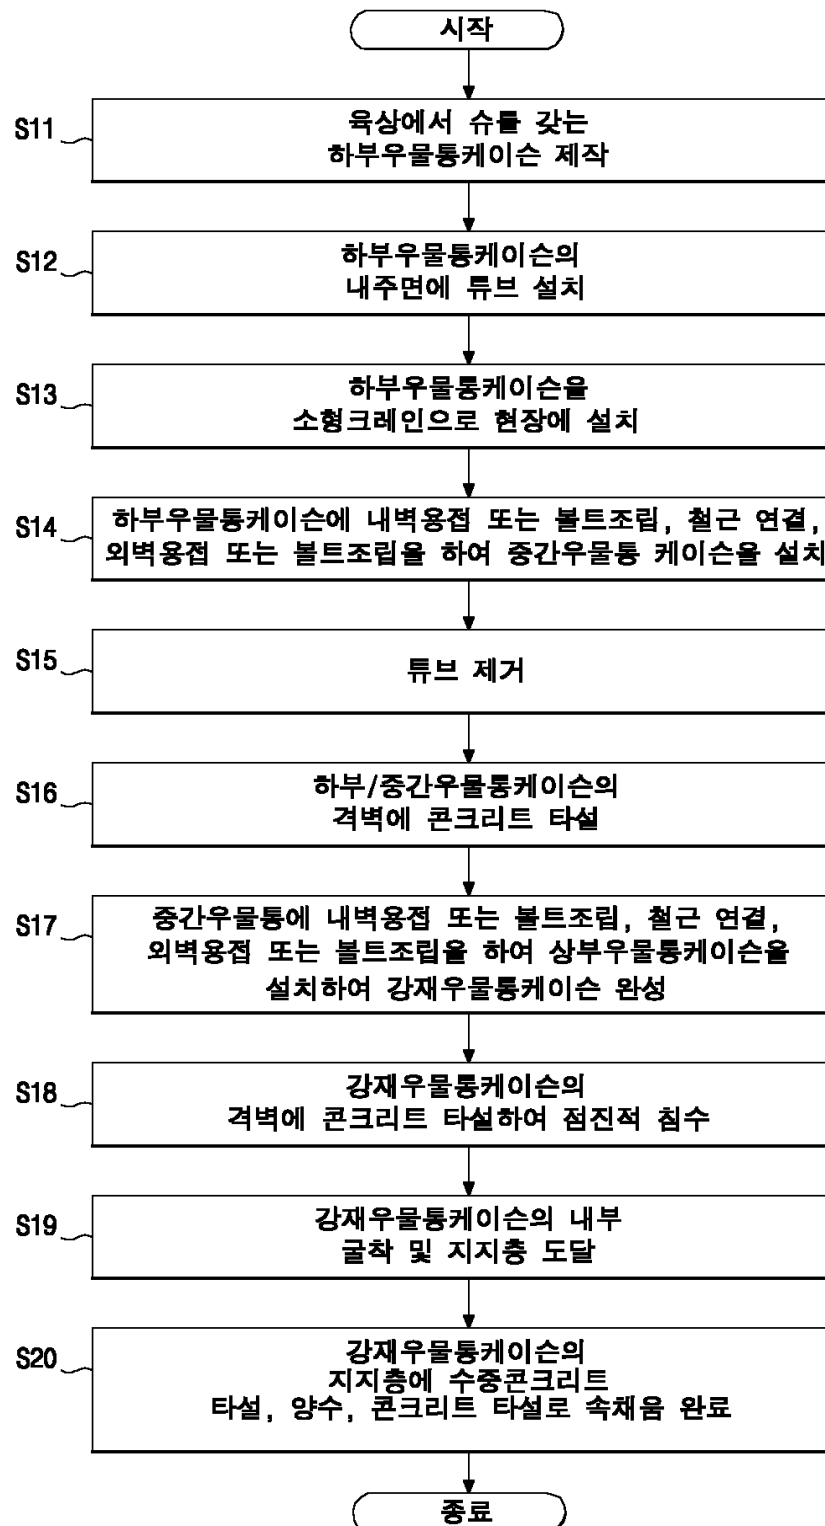 시작
S11
육상에서 슈를 갖는
하부우물통케이슨 제작
S12
하부우물통케이슨의
내주면에 튜브 설치
S13
하부우물통케이슨을
소형크레인으로 현장에 설치
S14
하부우물통케이슨에 내벽용접 또는 볼트조립, 철근 연결,
외벽용접 또는 볼트조립을 하여 중간우물통 케이슨을 설치
S15
튜브 제거
S16
하부/중간우물통케이슨의
격벽에 콘크리트 타설
S17
중간우물통에 내벽용접 또는 볼트조립, 철근 연결,
외벽용접 또는 볼트조립을 하여 상부우물통케이슨을
설치하여 강재우물통케이슨 완성
S18
강재우물통케이슨의
격벽에 콘크리트 타설하여 점진적 침수
S19
강재우물통케이슨의 내부
굴착 및 지지층 도달
S20
강재우물통케이슨의
지지층에 수중콘크리트
타설, 양수, 콘크리트 타설로 속채움 완료
종료